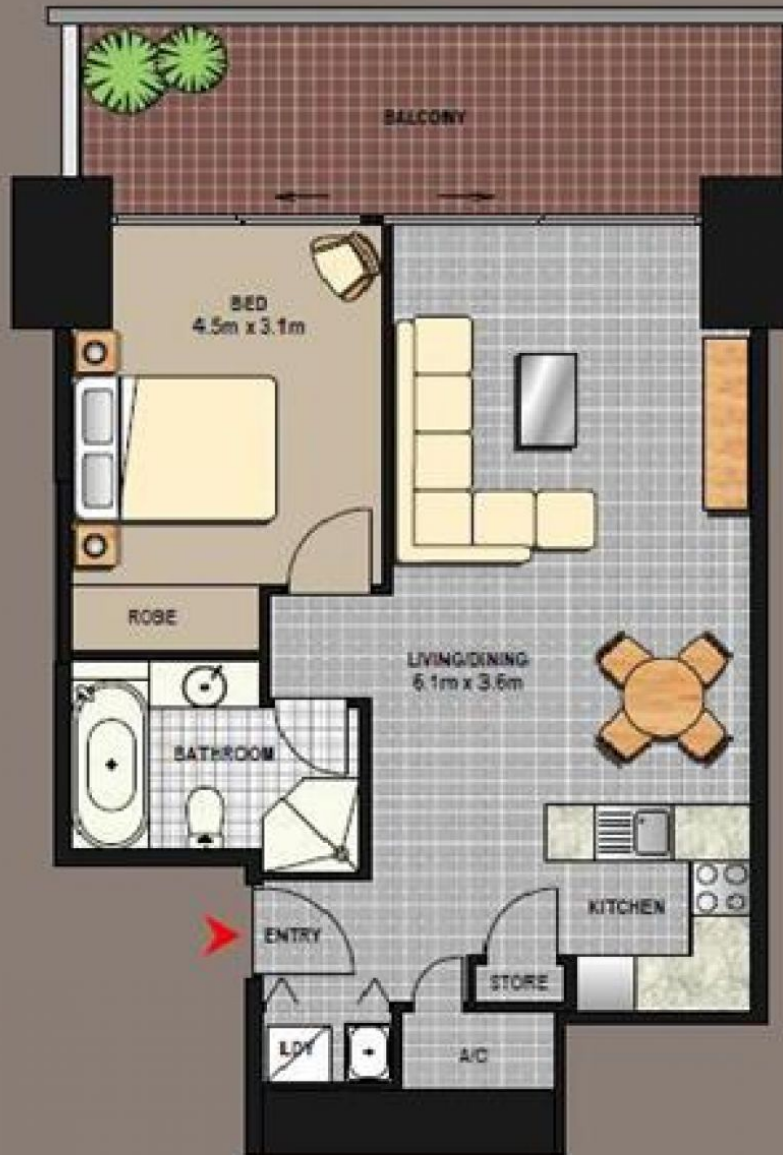 BALCONY
BED
4.5m x 3.1m
ROBE
LIVING/DINING
6.1m x 3.6m
BATHROOM
KITCHEN
ENTRY
STORE
LDY
A/C